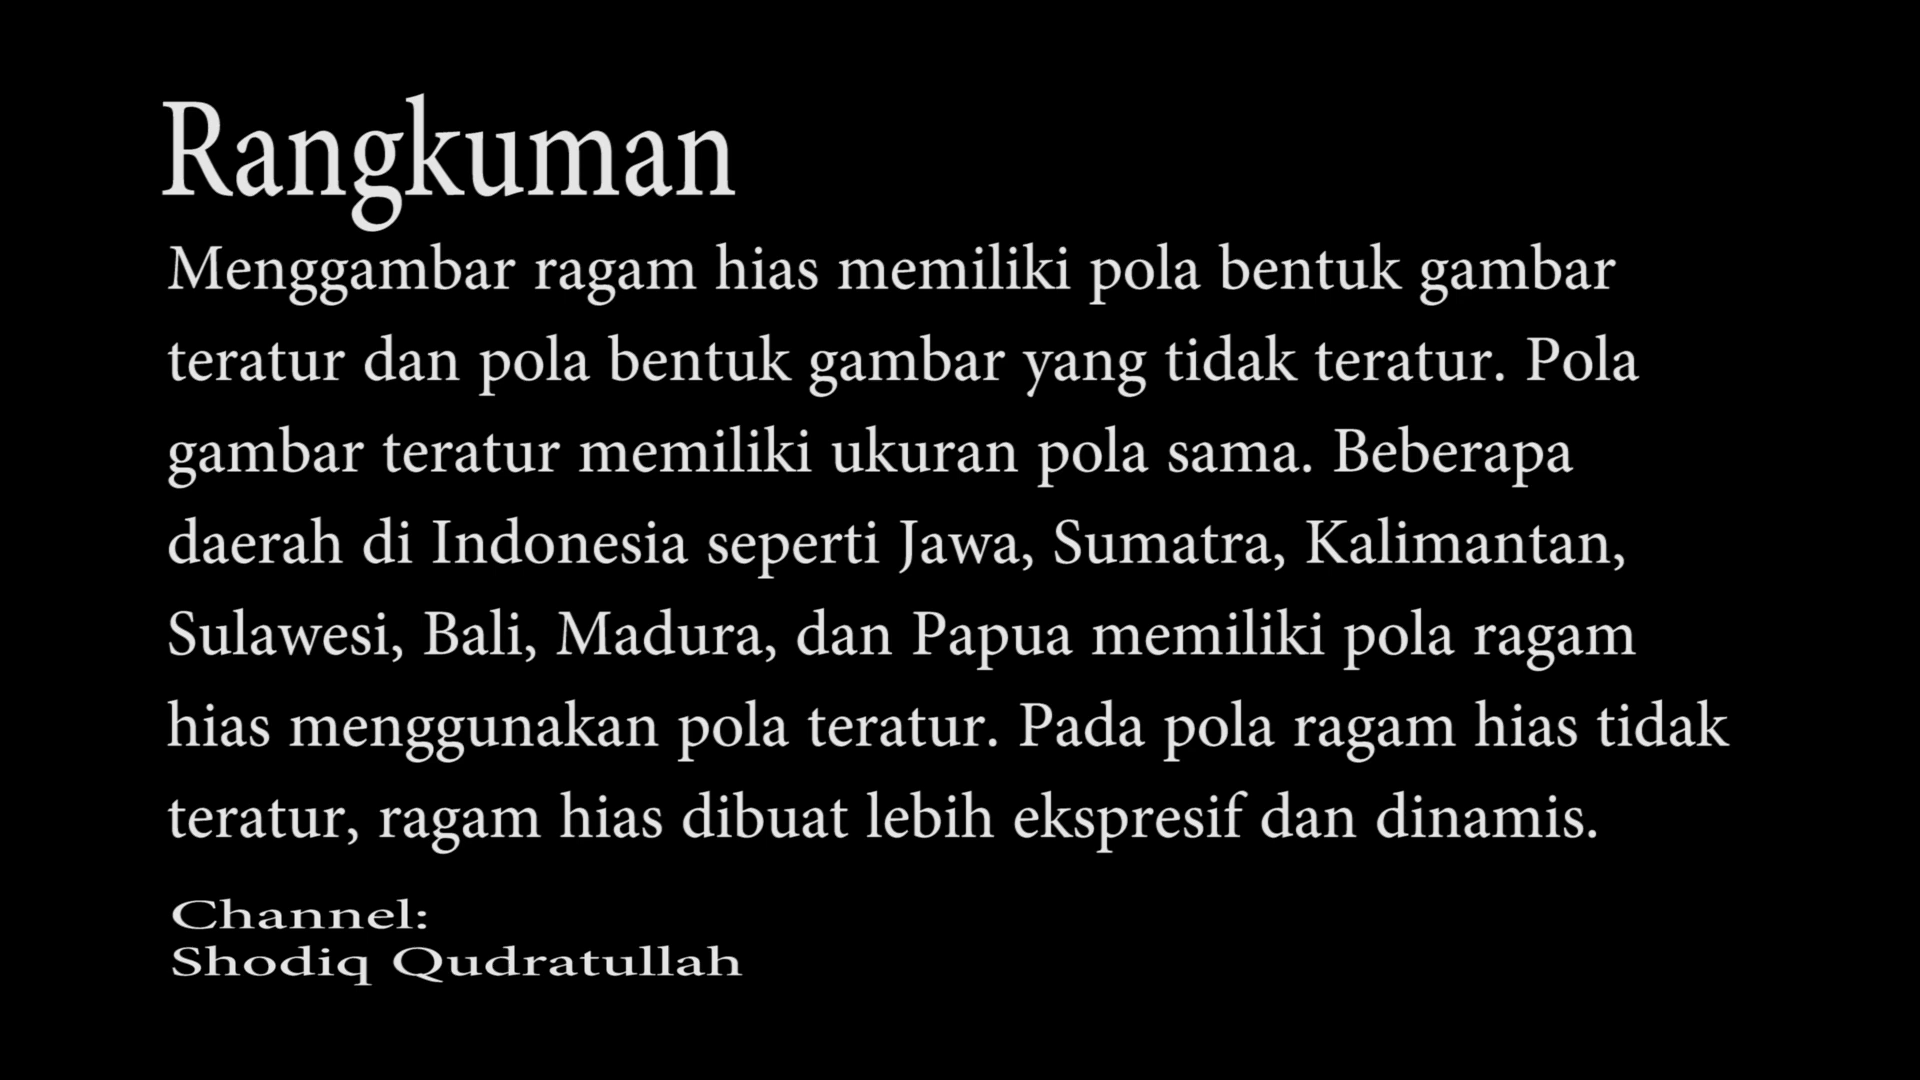 Rangkuman
Menggambar ragam hias memiliki pola bentuk gambar
teratur dan pola bentuk gambar yang tidak teratur. Pola
gambar teratur memiliki ukuran pola sama. Beberapa
daerah di Indonesia seperti Jawa, Sumatra, Kalimantan,
Sulawesi, Bali, Madura, dan Papua memiliki pola ragam
hias menggunakan pola teratur. Pada pola ragam hias tidak
teratur, ragam hias dibuat lebih ekspresif dan dinamis.
Channel:
Shodiq Qudratullah